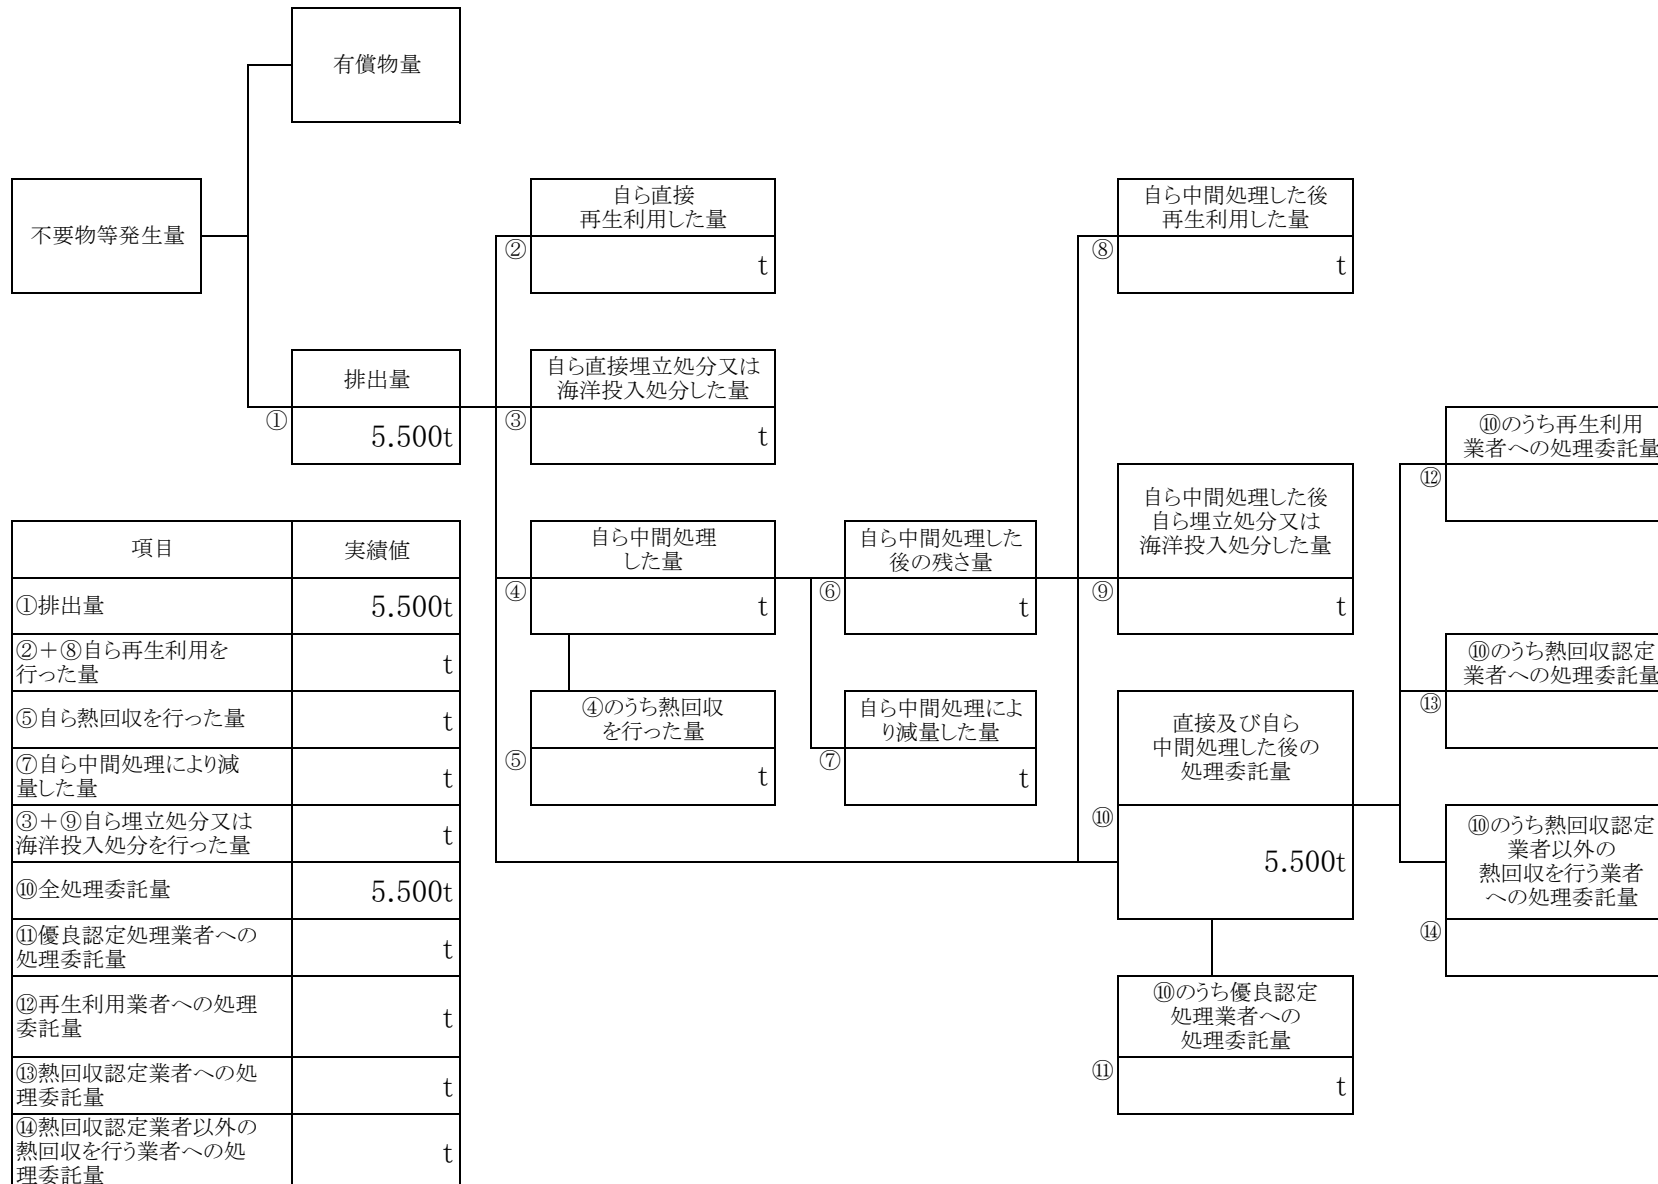 有償物量
不要物等発生量
自ら直接
再生利用した量
②
t
自ら中間処理した後
再生利用した量
⑧
t
排出量
①
5.500t
自ら直接埋立処分又は
海洋投入処分した量
③
t
⑩のうち再生利用
業者への処理委託量
⑫
自ら中間処理
した量
④
t
自ら中間処理した
後の残さ量
⑥
t
自ら中間処理した後
自ら埋立処分又は
海洋投入処分した量
⑨
t
⑩のうち熱回収認定
業者への処理委託量
⑬
④のうち熱回収
を行った量
⑤
t
自ら中間処理によ
り減量した量
⑦
t
直接及び自ら
中間処理した後の
処理委託量
⑩
5.500t
⑩のうち熱回収認定
業者以外の
熱回収を行う業者
への処理委託量
⑭
⑩のうち優良認定
処理業者への
処理委託量
⑪
t
項目
実績値
①排出量
5.500t
②＋⑧自ら再生利用を
行った量
t
⑤自ら熱回収を行った量
t
⑦自ら中間処理により減
量した量
t
③＋⑨自ら埋立処分又は
海洋投入処分を行った量
t
⑩全処理委託量
5.500t
⑪優良認定処理業者への
処理委託量
t
⑫再生利用業者への処理
委託量
t
⑬熱回収認定業者への処
理委託量
t
⑭熱回収認定業者以外の
熱回収を行う業者への処
理委託量
t